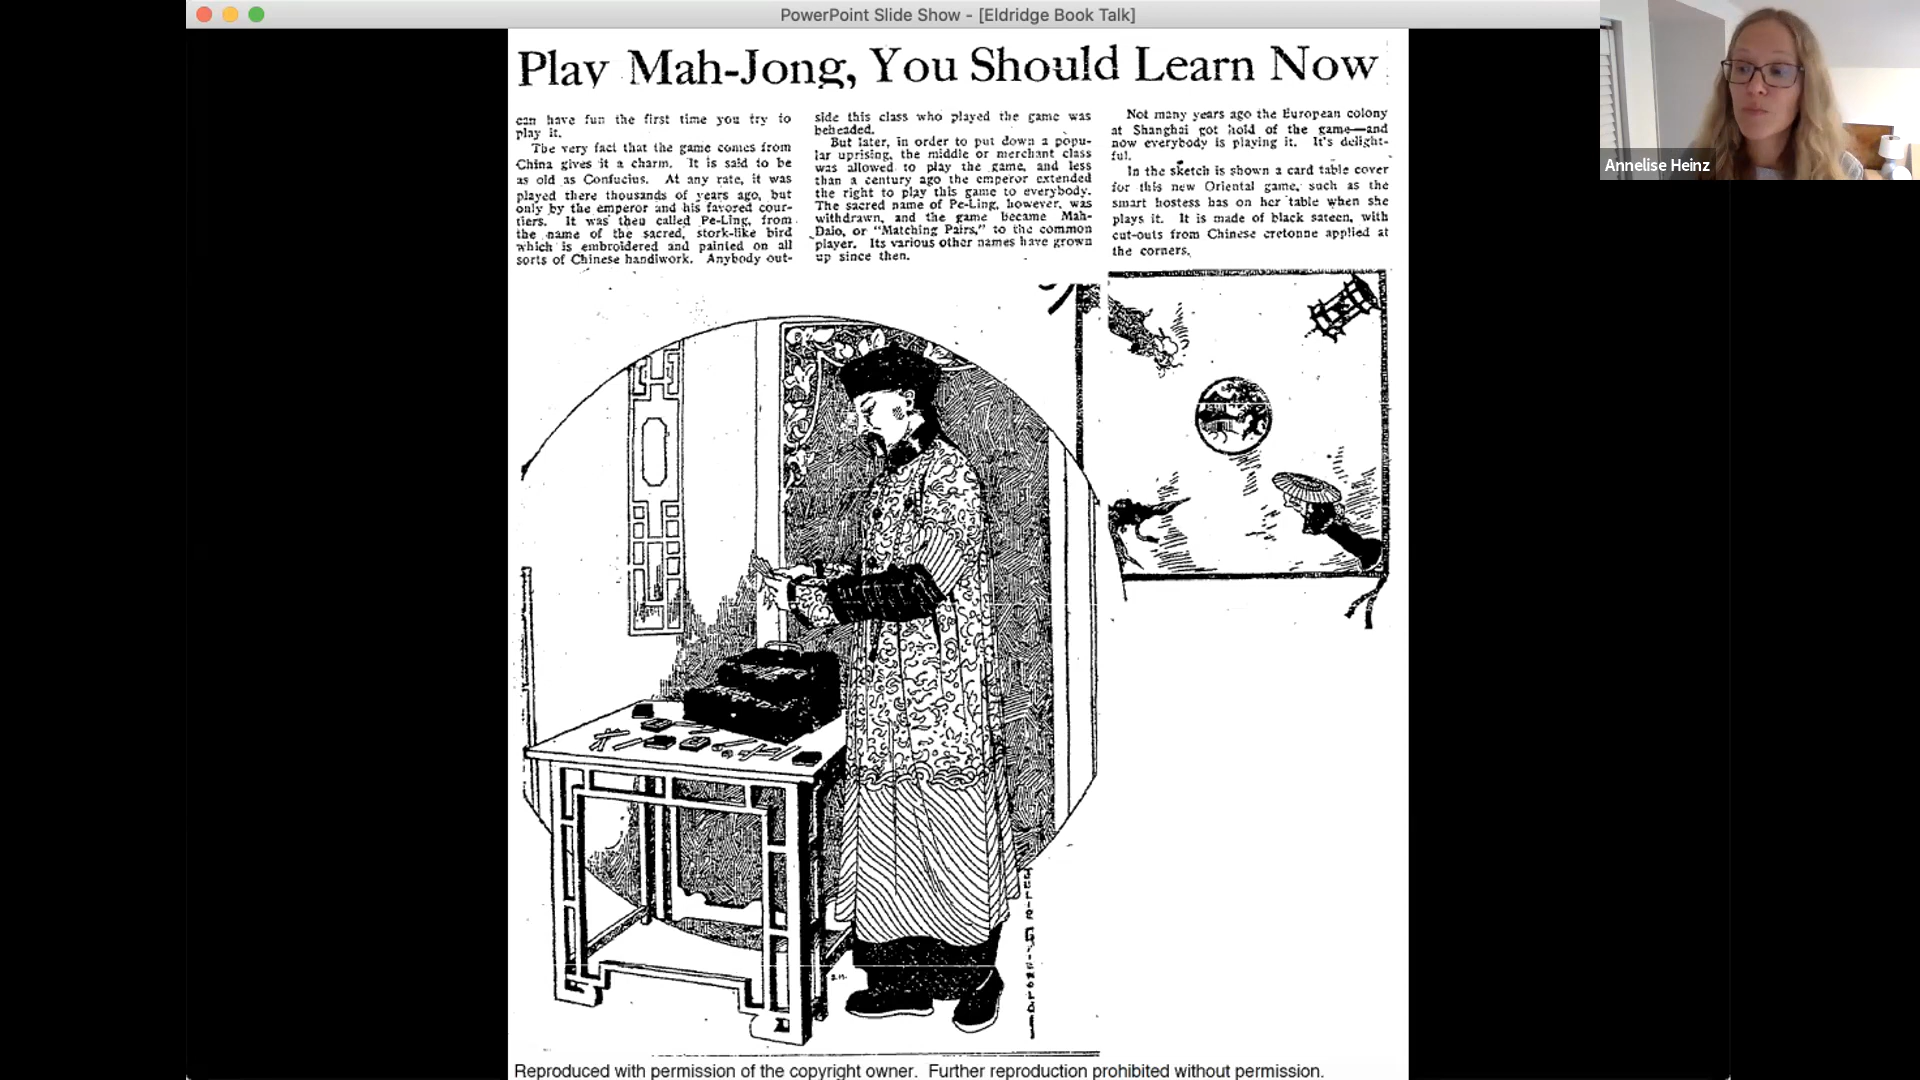 PowerPoint Slide Show - [Eldridge Book Talk]
Annelise Heinz
Play Mah-Jong, You Should Learn Now
can have fun the first time you try to
play it.
The very fact that the game comes from
China gives it a charm. It is said to be
as old as Confucius. At any rate, it was
played there thousands of years ago, but
only by the emperor and his favored cour-
tiers. It was then called Pe-Ling, from
the name of the sacred, stork-like bird
which is embroidered and painted on all
sorts of Chinese handiwork. Anybody out-
side this class who played the game was
beheaded.
But later, in order to put down a popu-
lar uprising, the middle or merchant class
was allowed to play the game, and less
than a century ago the emperor extended
the right to play this game to everybody.
The sacred name of Pe-Ling, however, was
withdrawn, and the game became Mah-
Daio, or "Matching Pairs," to the common
player. Its various other names have grown
up since then.
Not many years ago the European colony
at Shanghai got hold of the game—and
now everybody is playing it. It's delight-
ful.
In the sketch is shown a card table cover
for this new Oriental game, such as the
smart hostess has on her table when she
plays it. It is made of black sateen, with
cut-outs from Chinese cretonne applied at
the corners.
Reproduced with permission of the copyright owner. Further reproduction prohibited without permission.